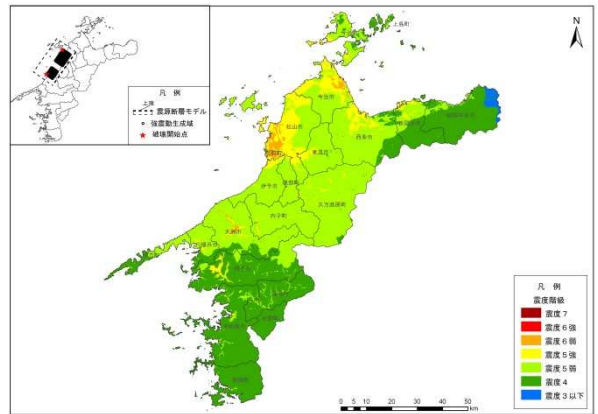 凡 例
上端
震源断層モデル
強震動生成域
破壊開始点
N
上島町
今治市
松山市
西条市
東温市
伊予市
砥部町
久万高原町
内子町
大洲市
凡 例
震度階級
震度 7
震度 6 強
震度 6 弱
震度 5 強
震度 5 弱
震度 4
震度 3 以下
0 5 10 20 30 40 50
km